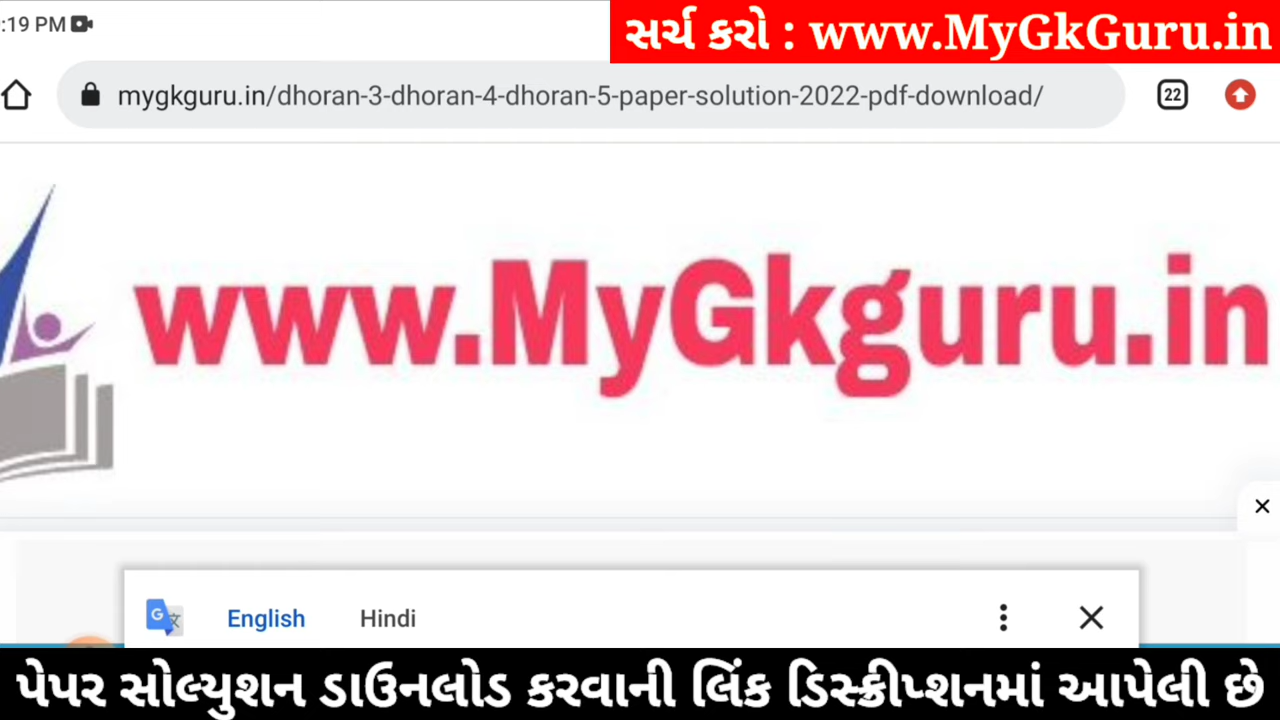 :19 PM
સર્ચ કરો : www.MyGkGuru.in
mygkguru.in/dhoran-3-dhoran-4-dhoran-5-paper-solution-2022-pdf-download/
22
www.MyGkguru.in
G 文
English Hindi
પેપર સોલ્યુશન ડાઉનલોડ કરવાની લિંક ડિસ્ક્રીપ્શનમાં આપેલી છે